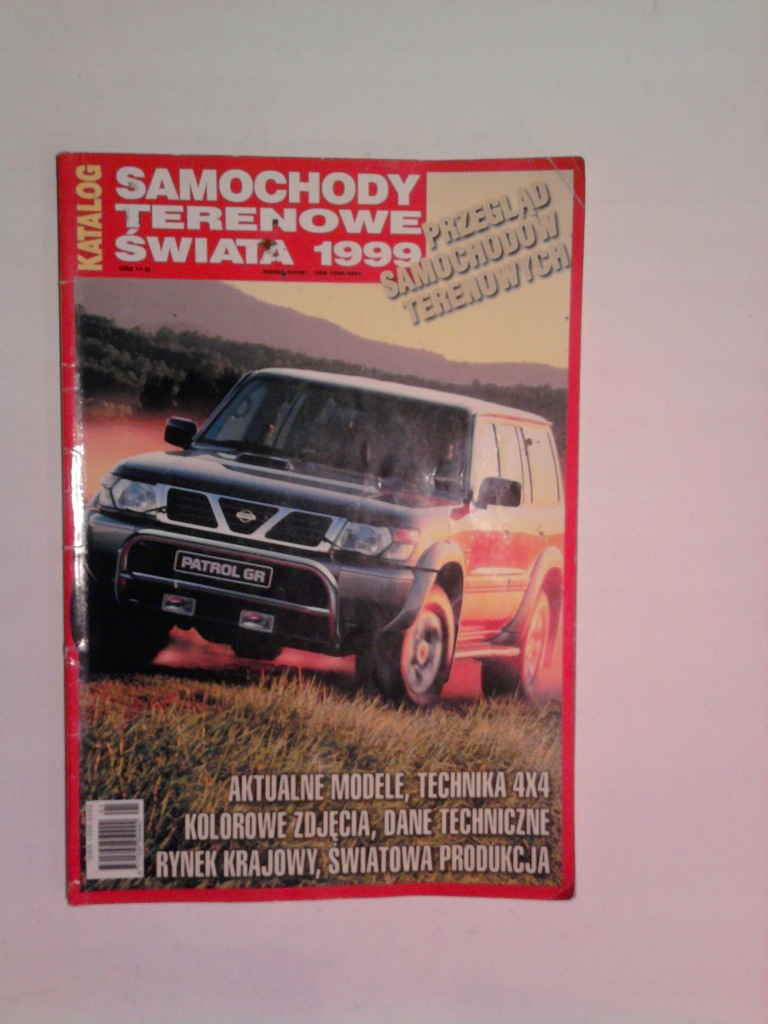 KATALOG
SAMOCHODY
TERENOWE
ŚWIATA 1999
PRZEGLĄD
SAMOCHODÓW
TERENOWYCH
PATROL GR
AKTUALNE MODELE, TECHNIKA 4X4
KOLOROWE ZDJĘCIA, DANE TECHNICZNE
RYNEK KRAJOWY, ŚWIATOWA PRODUKCJA